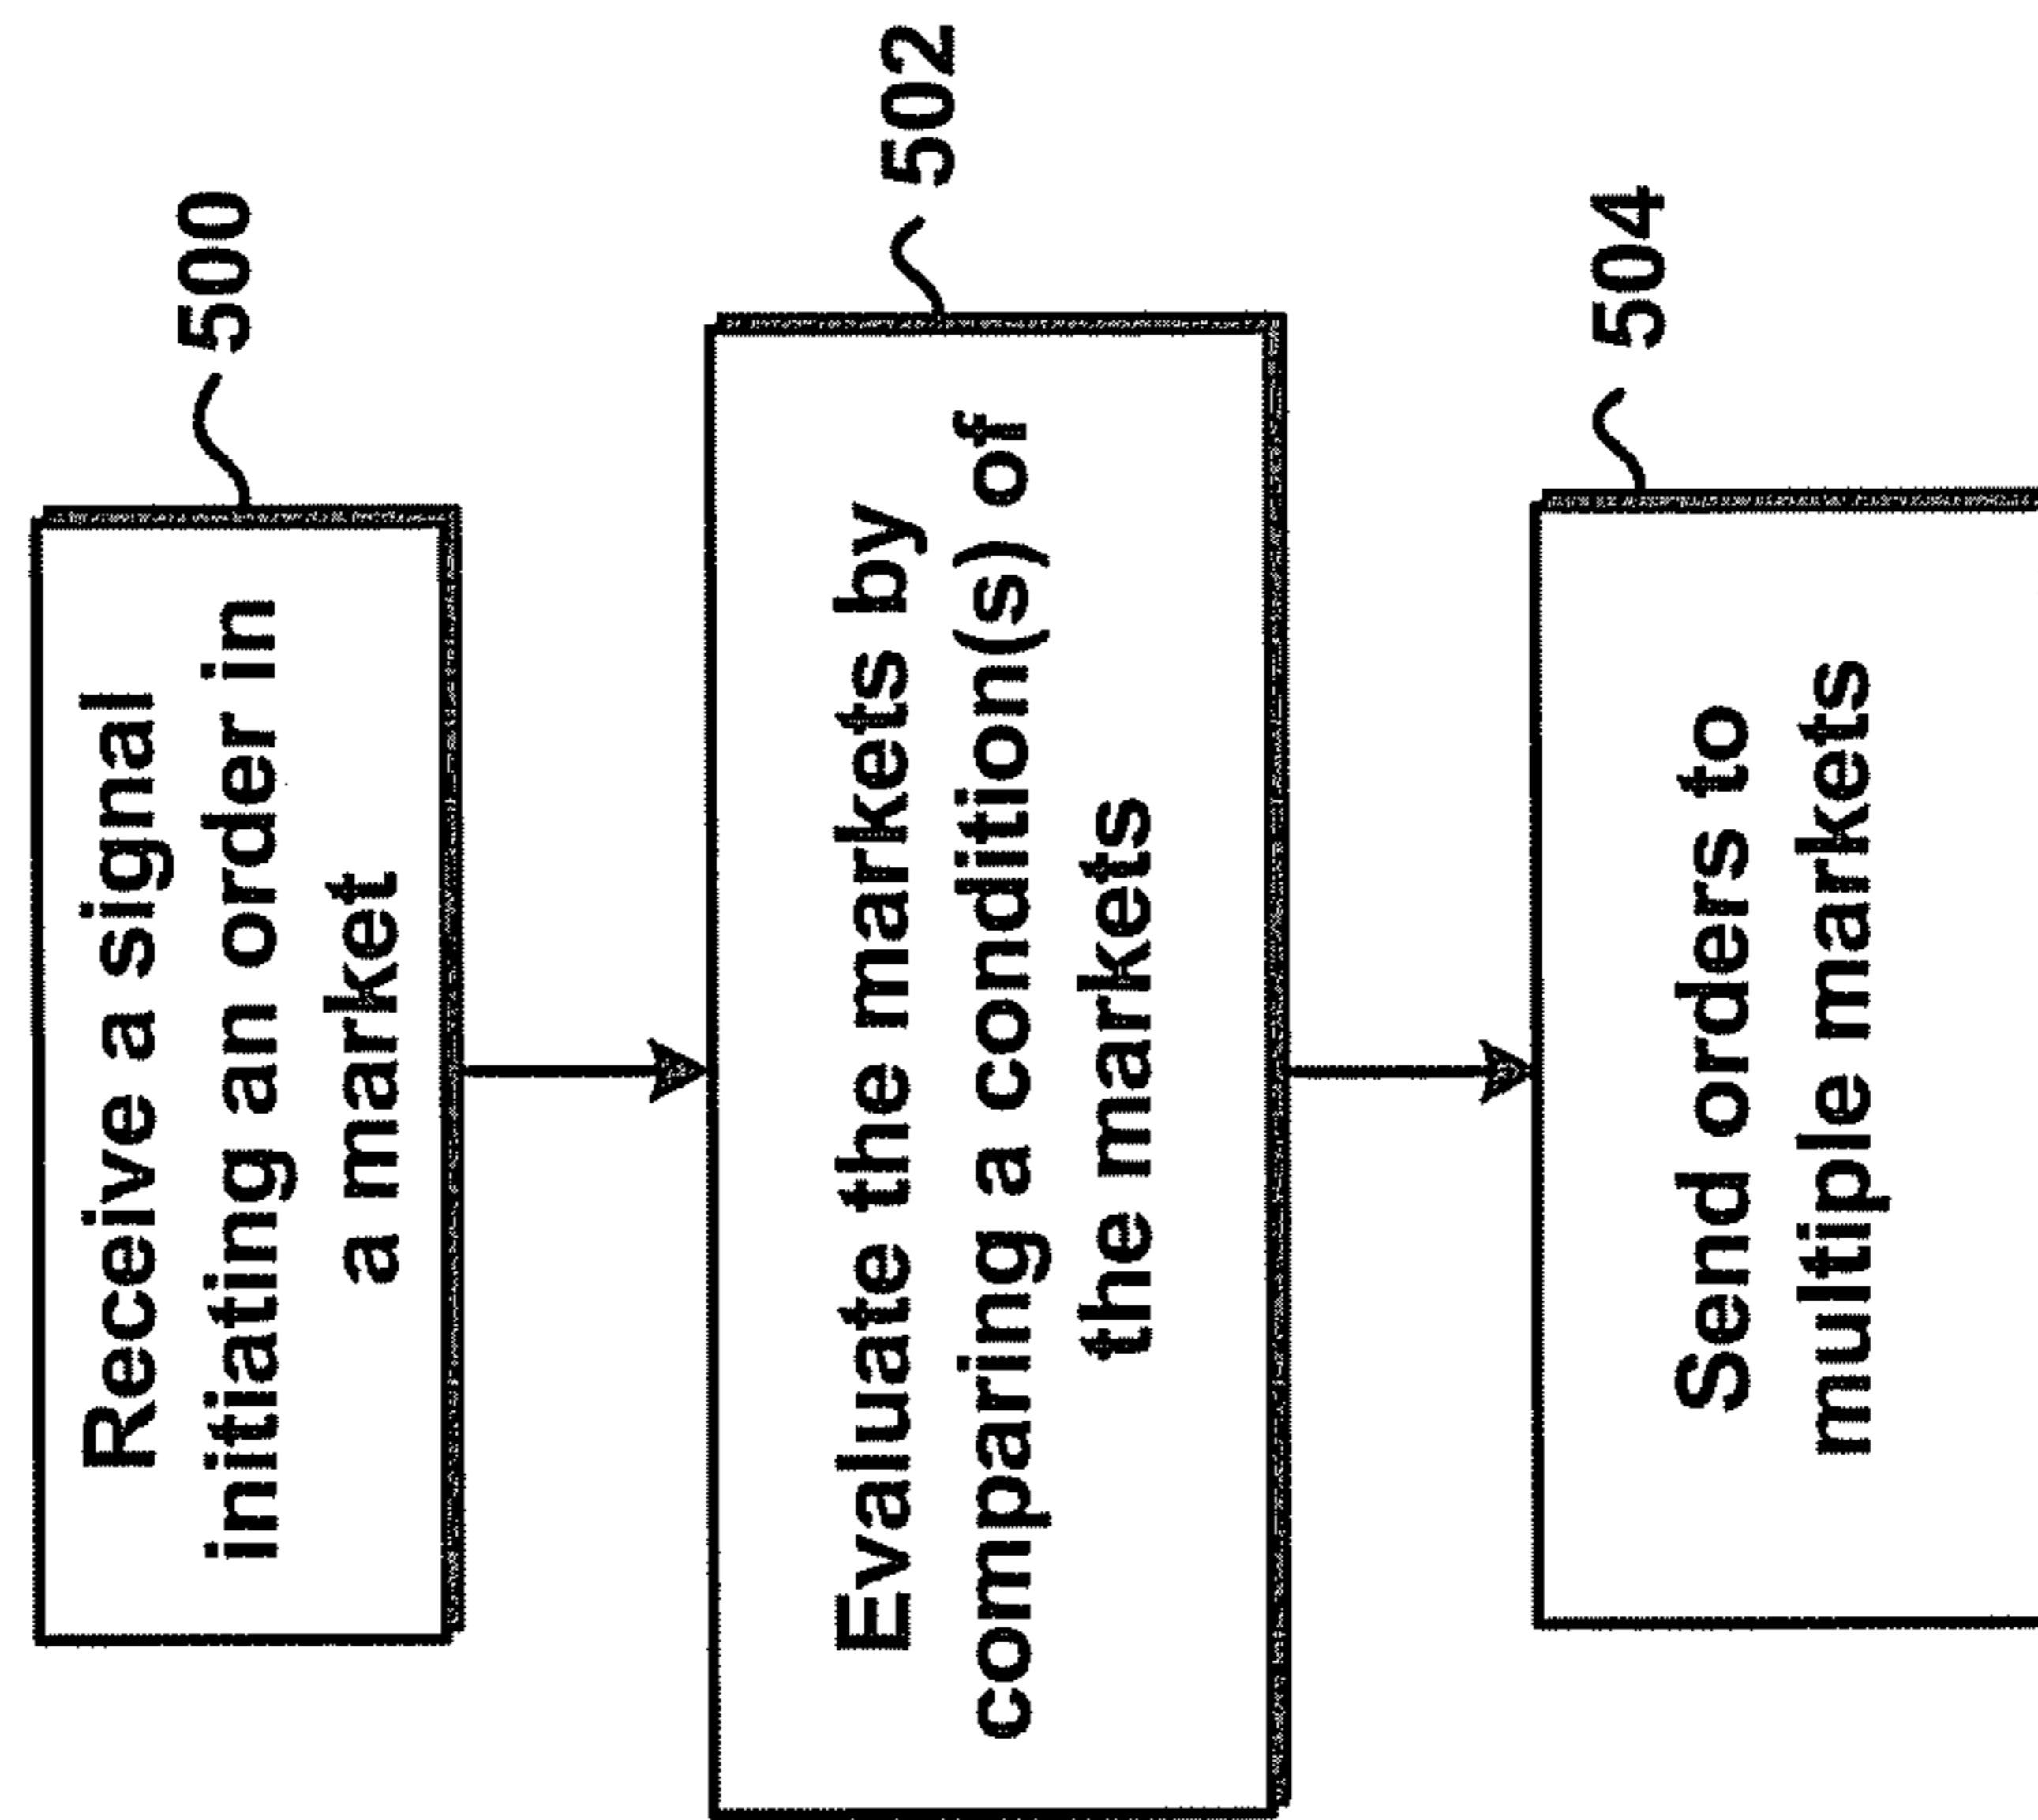 Receive a signal
initiating an order in
a market
500
Evaluate the markets by
comparing a condition(s) of
the markets
502
Send orders to
multiple markets
504